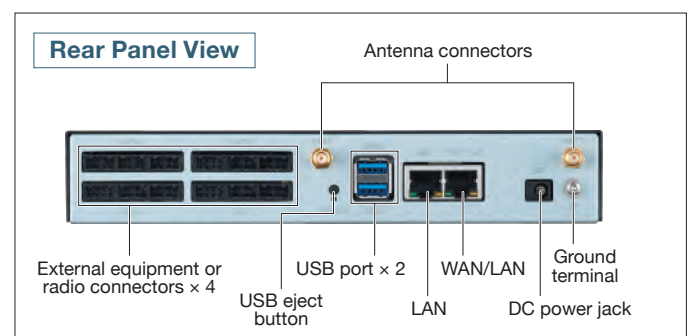 Rear Panel View
Antenna connectors
External equipment or
radio connectors × 4
USB eject
button
USB port × 2
LAN
WAN/LAN
DC power jack
Ground
terminal